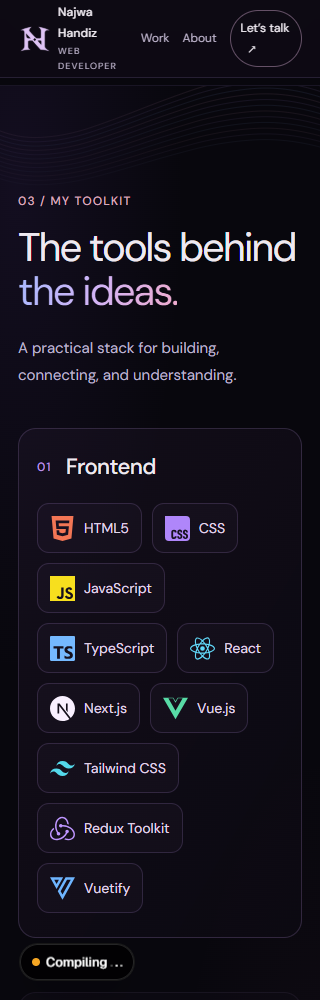 Najwa
Handiz
WEB
DEVELOPER
Work
About
Let's talk
↗
03 / MY TOOLKIT
The tools behind
the ideas.
A practical stack for building,
connecting, and understanding.
01 Frontend
HTML5
CSS
CSS
JS JavaScript
TS TypeScript
React
Next.js
Vue.js
Tailwind CSS
Redux Toolkit
Vuetify
Compiling ...